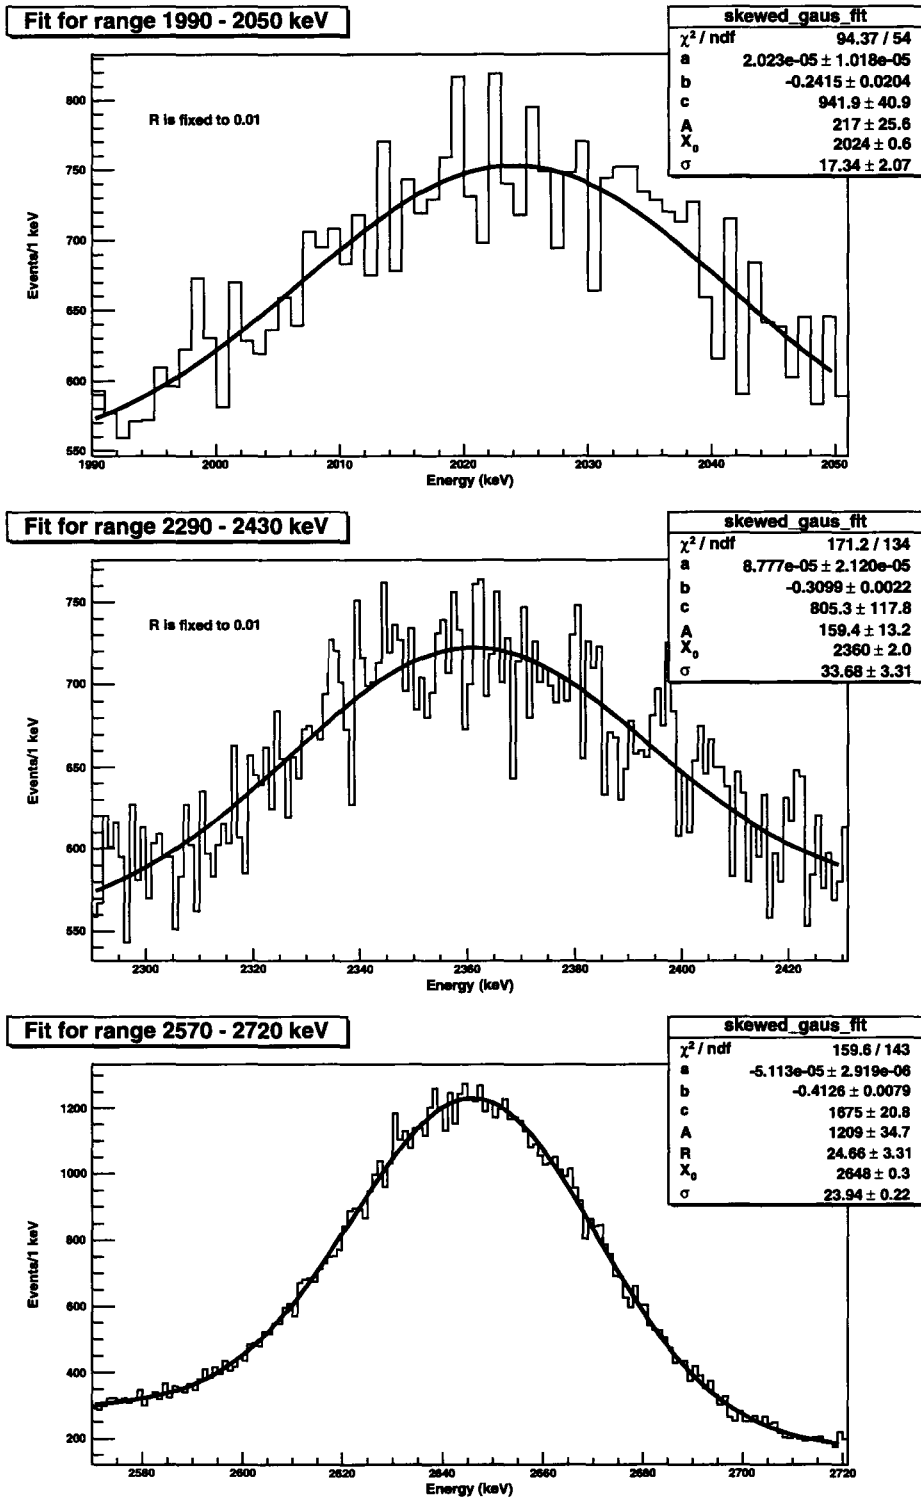 Fit for range 1990 - 2050 keV
skewed_gaus_fit
χ² / ndf 94.37 / 54
a 2.023e-05 ± 1.018e-05
b -0.2415 ± 0.0204
c 941.9 ± 40.9
A 217 ± 25.6
X₀ 2024 ± 0.6
σ 17.34 ± 2.07
R is fixed to 0.01
Events/1 keV
800
750
700
650
600
550
1990 2000 2010 2020 2030 2040 2050
Energy (keV)
Fit for range 2290 - 2430 keV
skewed_gaus_fit
χ² / ndf 171.2 / 134
a 8.777e-05 ± 2.120e-05
b -0.3099 ± 0.0022
c 805.3 ± 117.8
A 159.4 ± 13.2
X₀ 2360 ± 2.0
σ 33.68 ± 3.31
R is fixed to 0.01
Events/1 keV
750
700
650
600
550
2300 2320 2340 2360 2380 2400 2420
Energy (keV)
Fit for range 2570 - 2720 keV
skewed_gaus_fit
χ² / ndf 159.6 / 143
a -5.113e-05 ± 2.919e-06
b -0.4126 ± 0.0079
c 1675 ± 20.8
A 1209 ± 34.7
R 24.66 ± 3.31
X₀ 2648 ± 0.3
σ 23.94 ± 0.22
Events/1 keV
1200
1000
800
600
400
200
2580 2600 2620 2640 2660 2680 2700 2720
Energy (keV)